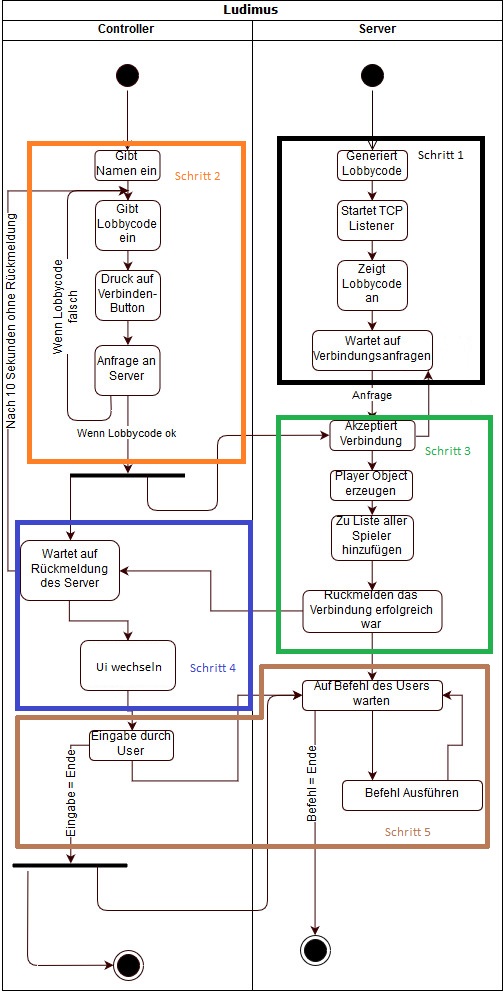 Ludimus
Controller
Server
Gibt
Namen ein
Schritt 2
Gibt
Lobbycode
ein
Druck auf
Verbinden-
Button
Anfrage an
Server
Wenn Lobbycode
falsch
Nach 10 Sekunden ohne Rückmeldung
Wenn Lobbycode ok
Generiert
Lobbycode
Schritt 1
Startet TCP
Listener
Zeigt
Lobbycode
an
Wartet auf
Verbindungsanfragen
Anfrage
Akzeptiert
Verbindung
Schritt 3
Player Object
erzeugen
Zu Liste aller
Spieler
hinzufügen
Rückmelden das
Verbindung erfolgreich
war
Wartet auf
Rückmeldung
des Server
Ui wechseln
Schritt 4
Auf Befehl des Users
warten
Eingabe durch
User
Eingabe = Ende
Befehl = Ende
Befehl Ausführen
Schritt 5